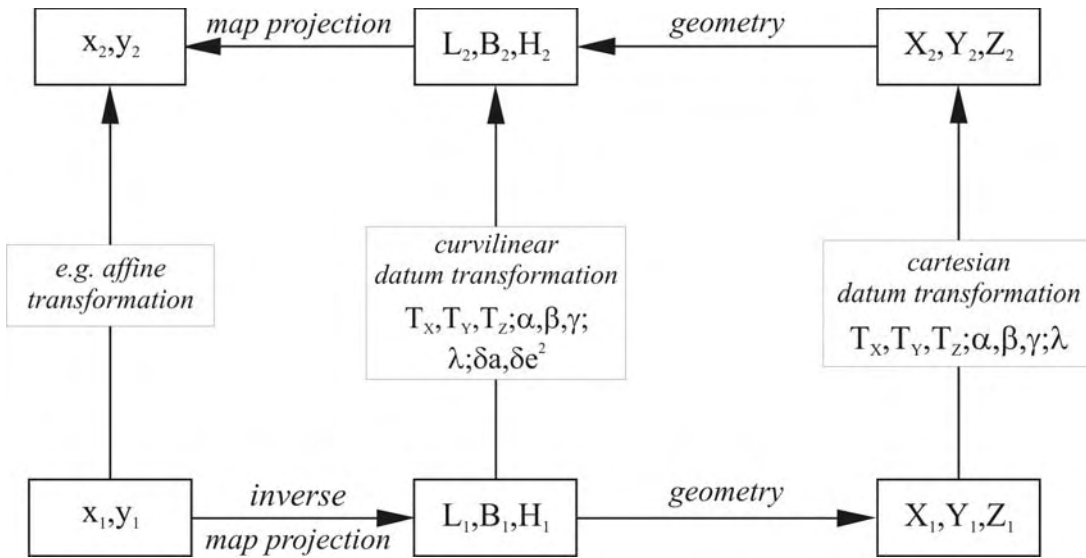 x₂,y₂
map projection
L₂,B₂,H₂
geometry
X₂,Y₂,Z₂
e.g. affine
transformation
curvilinear
datum transformation
T_X,T_Y,T_Z;α,β,γ;
λ;δa,δe²
cartesian
datum transformation
T_X,T_Y,T_Z;α,β,γ;λ
x₁,y₁
inverse
map projection
L₁,B₁,H₁
geometry
X₁,Y₁,Z₁